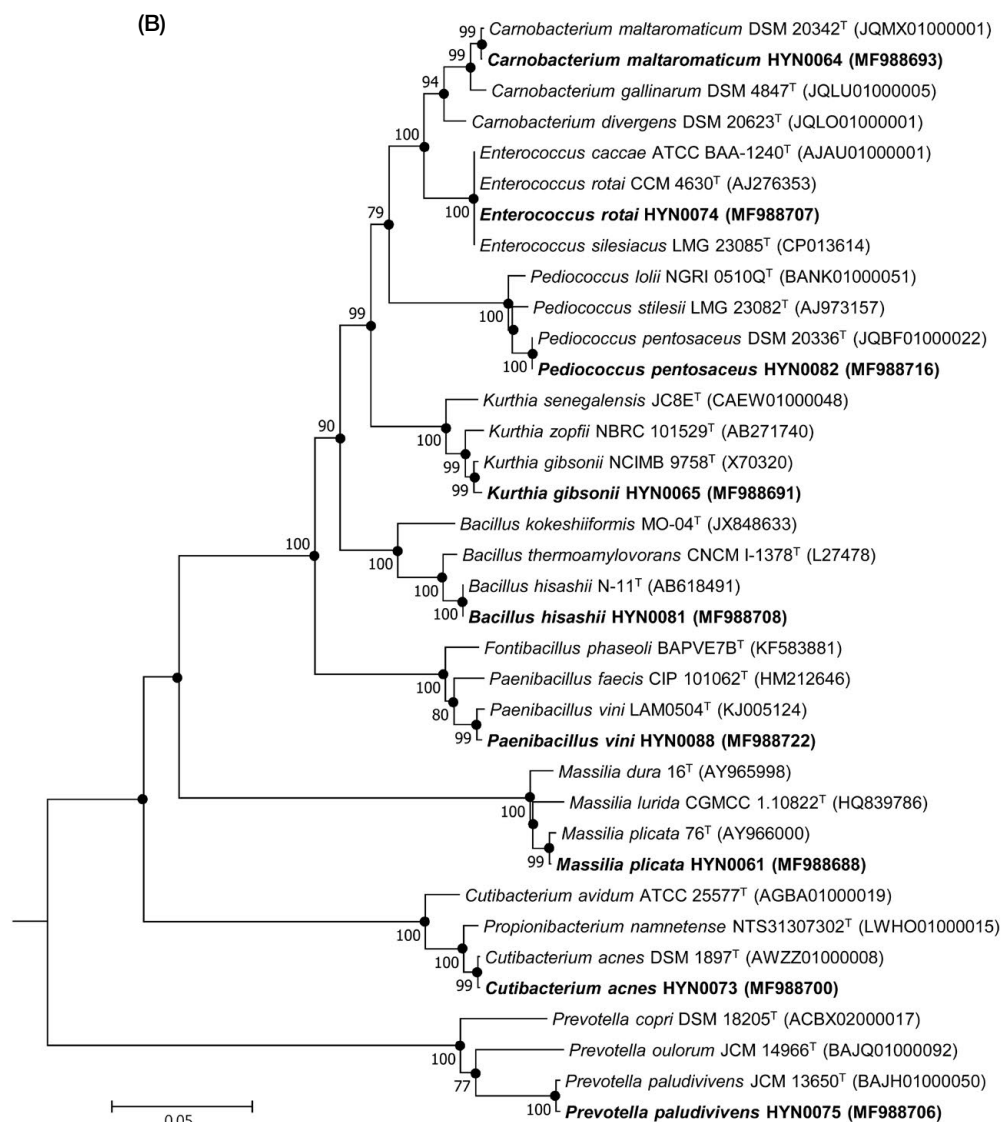 (B)
99
Carnobacterium maltaromaticum DSM 20342ᵀ (JQMX01000001)
99
Carnobacterium maltaromaticum HYN0064 (MF988693)
94
Carnobacterium gallinarum DSM 4847ᵀ (JQLU01000005)
Carnobacterium divergens DSM 20623ᵀ (JQLO01000001)
100
Enterococcus caccae ATCC BAA-1240ᵀ (AJAU01000001)
Enterococcus rotai CCM 4630ᵀ (AJ276353)
79
100
Enterococcus rotai HYN0074 (MF988707)
Enterococcus silesiacus LMG 23085ᵀ (CP013614)
Pediococcus lolii NGRI 0510Qᵀ (BANK01000051)
99
100
Pediococcus stilesii LMG 23082ᵀ (AJ973157)
Pediococcus pentosaceus DSM 20336ᵀ (JQBF01000022)
100
Pediococcus pentosaceus HYN0082 (MF988716)
Kurthia senegalensis JC8Eᵀ (CAEW01000048)
90
100
Kurthia zopfii NBRC 101529ᵀ (AB271740)
99
Kurthia gibsonii NCIMB 9758ᵀ (X70320)
99
Kurthia gibsonii HYN0065 (MF988691)
Bacillus kokeshiiformis MO-04ᵀ (JX848633)
100
100
Bacillus thermoamylovorans CNCM I-1378ᵀ (L27478)
100
Bacillus hisashii N-11ᵀ (AB618491)
100
Bacillus hisashii HYN0081 (MF988708)
Fontibacillus phaseoli BAPVE7Bᵀ (KF583881)
100
Paenibacillus faecis CIP 101062ᵀ (HM212646)
80
Paenibacillus vini LAM0504ᵀ (KJ005124)
99
Paenibacillus vini HYN0088 (MF988722)
Massilia dura 16ᵀ (AY965998)
100
Massilia lurida CGMCC 1.10822ᵀ (HQ839786)
Massilia plicata 76ᵀ (AY966000)
99
Massilia plicata HYN0061 (MF988688)
Cutibacterium avidum ATCC 25577ᵀ (AGBA01000019)
100
Propionibacterium namnetense NTS31307302ᵀ (LWHO01000015)
100
Cutibacterium acnes DSM 1897ᵀ (AWZZ01000008)
99
Cutibacterium acnes HYN0073 (MF988700)
Prevotella copri DSM 18205ᵀ (ACBX02000017)
100
Prevotella oulorum JCM 14966ᵀ (BAJQ01000092)
77
Prevotella paludivivens JCM 13650ᵀ (BAJH01000050)
100
Prevotella paludivivens HYN0075 (MF988706)
0.05